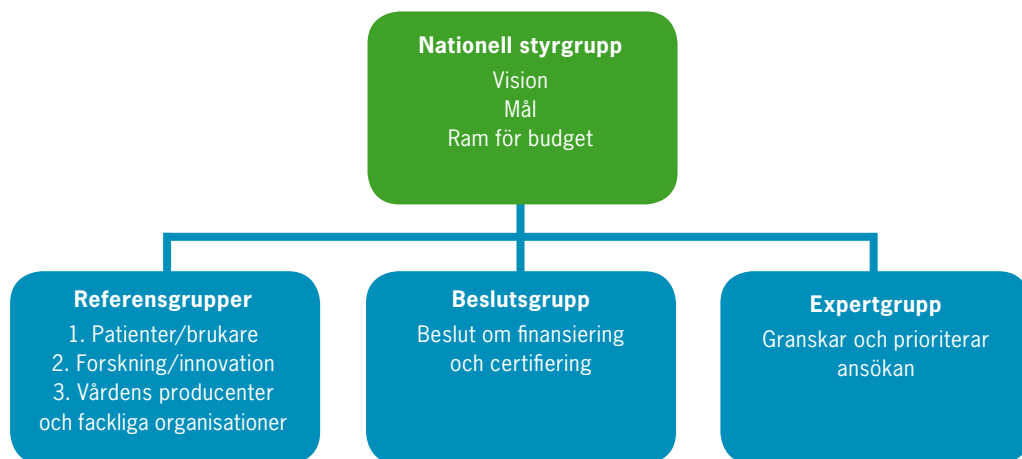 Nationell styrgrupp
Vision
Mål
Ram för budget
Referensgrupper
1. Patienter/brukare
2. Forskning/innovation
3. Vårdens producenter
och fackliga organisationer
Beslutsgrupp
Beslut om finansiering
och certifiering
Expertgrupp
Granskar och prioriterar
ansökan